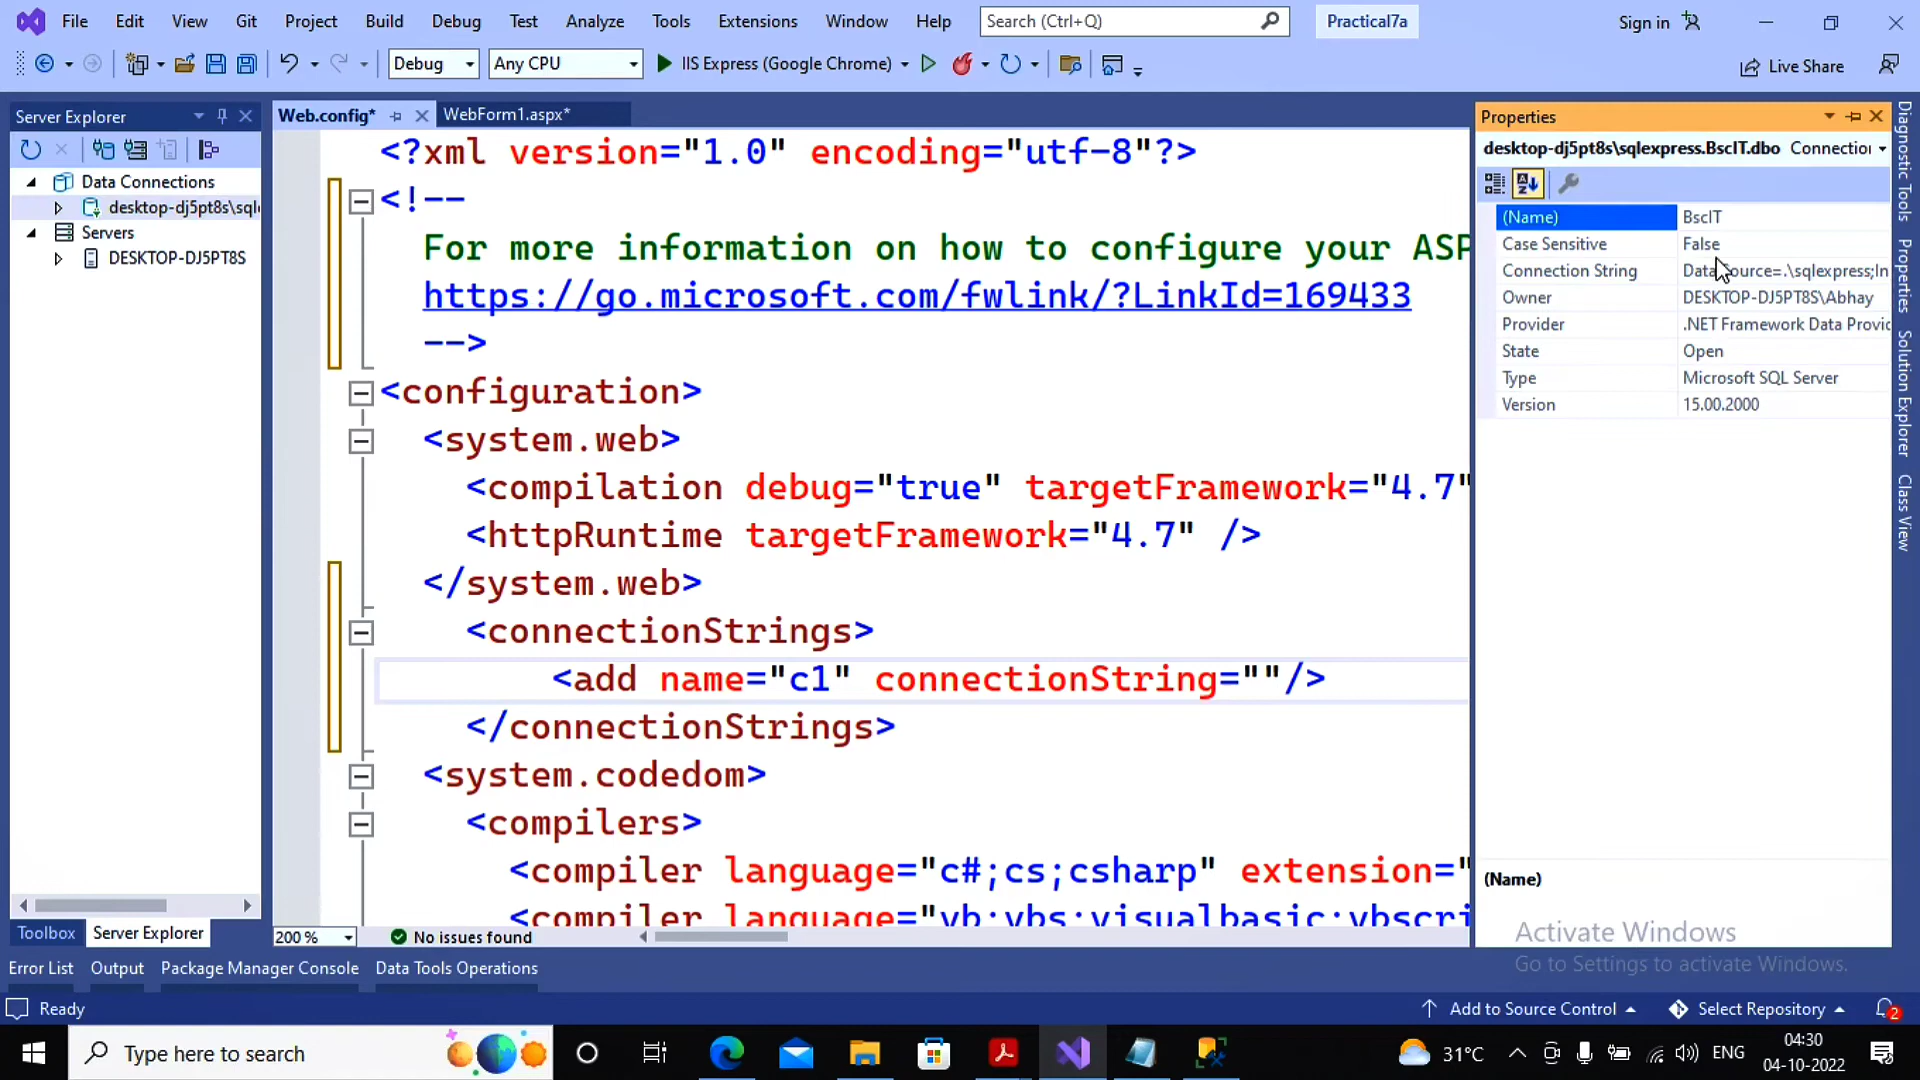 File Edit View Git Project Build Debug Test Analyze Tools Extensions Window Help Search (Ctrl+Q) Practical7a Sign in
Debug Any CPU IIS Express (Google Chrome) Live Share
Server Explorer
Data Connections
desktop-dj5pt8s\sql
Servers
DESKTOP-DJ5PT8S
Toolbox Server Explorer
Web.config* WebForm1.aspx*
<?xml version="1.0" encoding="utf-8"?>
<!--
For more information on how to configure your ASP
https://go.microsoft.com/fwlink/?LinkId=169433
-->
<configuration>
<system.web>
<compilation debug="true" targetFramework="4.7"
<httpRuntime targetFramework="4.7" />
</system.web>
<connectionStrings>
<add name="c1" connectionString=""/>
</connectionStrings>
<system.codedom>
<compilers>
<compiler language="c#;cs;csharp" extension="
<compiler language="vb;vbs;visualbasic;vbscri
200 % No issues found
Properties
desktop-dj5pt8s\sqlexpress.BscIT.dbo Connection
(Name) BscIT
Case Sensitive False
Connection String Data Source=.\sqlexpress;In
Owner DESKTOP-DJ5PT8S\Abhay
Provider .NET Framework Data Provid
State Open
Type Microsoft SQL Server
Version 15.00.2000
(Name)
Activate Windows
Go to Settings to activate Windows.
Diagnostic Tools
Properties
Solution Explorer
Class View
Error List Output Package Manager Console Data Tools Operations
Ready Add to Source Control Select Repository 2
Type here to search 31°C ENG 04:30
04-10-2022